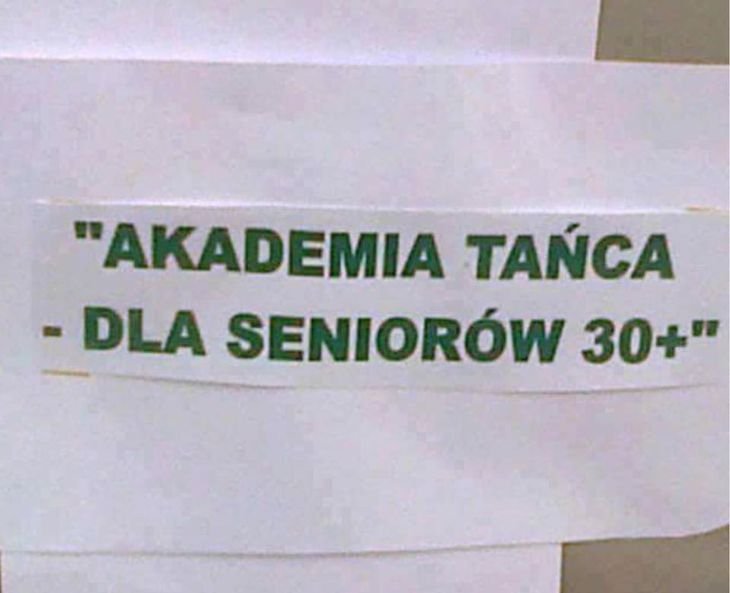 "AKADEMIA TAŃCA
- DLA SENIORÓW 30+"